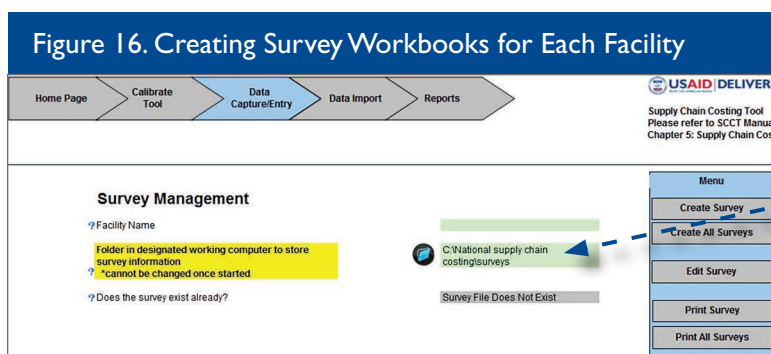 Figure 16. Creating Survey Workbooks for Each Facility
Home Page
Calibrate
Tool
Data
Capture/Entry
Data Import
Reports
USAID DELIVER
Supply Chain Costing Tool
Please refer to SCCT Manua
Chapter 5: Supply Chain Cos
Survey Management
? Facility Name
Folder in designated working computer to store
survey information
? *cannot be changed once started
C:\National supply chain
costing\surveys
? Does the survey exist already?
Survey File Does Not Exist
Menu
Create Survey
Create All Surveys
Edit Survey
Print Survey
Print All Surveys